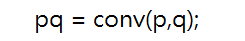 pq = conv(p,q);